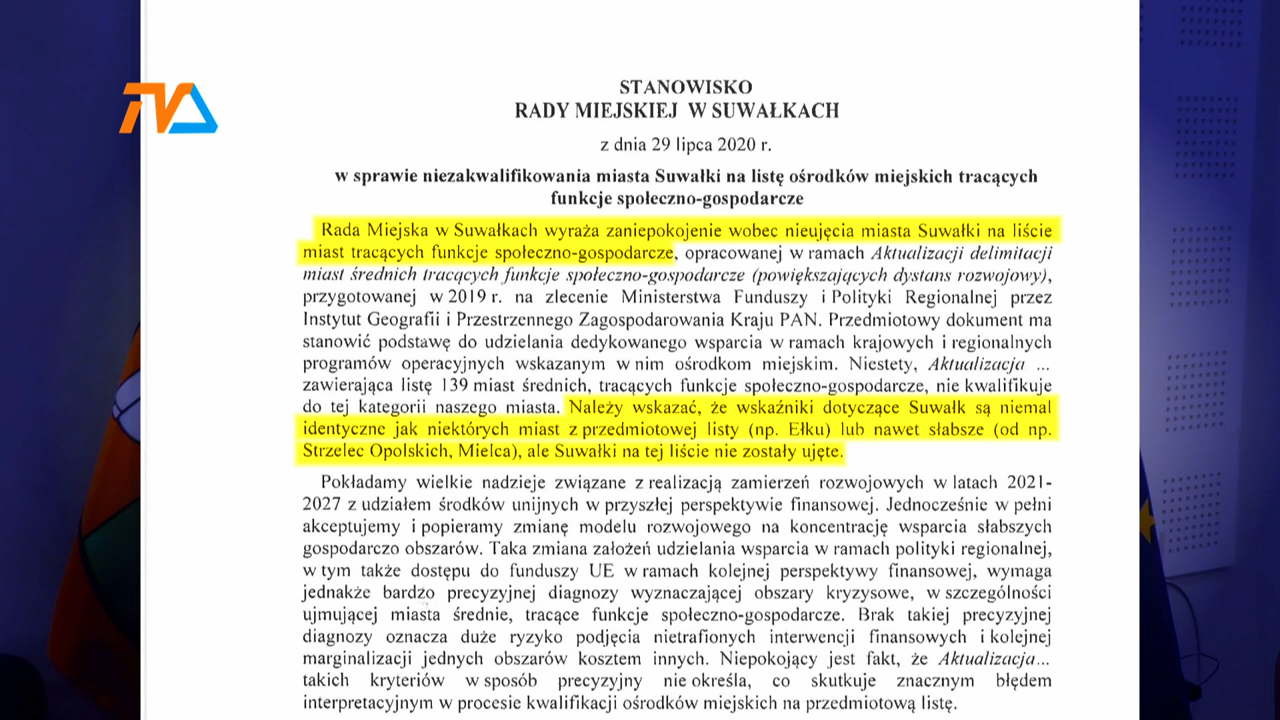 TVA
STANOWISKO
RADY MIEJSKIEJ W SUWAŁKACH
z dnia 29 lipca 2020 r.
w sprawie niezakwalifikowania miasta Suwałki na listę ośrodków miejskich tracących
funkcje społeczno-gospodarcze
Rada Miejska w Suwałkach wyraża zaniepokojenie wobec nieujęcia miasta Suwałki na liście
miast tracących funkcje społeczno-gospodarcze, opracowanej w ramach Aktualizacji delimitacji
miast średnich tracących funkcje społeczno-gospodarcze (powiększających dystans rozwojowy),
przygotowanej w 2019 r. na zlecenie Ministerstwa Funduszy i Polityki Regionalnej przez
Instytut Geografii i Przestrzennego Zagospodarowania Kraju PAN. Przedmiotowy dokument ma
stanowić podstawę do udzielania dedykowanego wsparcia w ramach krajowych i regionalnych
programów operacyjnych wskazanym w nim ośrodkom miejskim. Niestety, Aktualizacja ...
zawierająca listę 139 miast średnich, tracących funkcje społeczno-gospodarcze, nie kwalifikuje
do tej kategorii naszego miasta. Należy wskazać, że wskaźniki dotyczące Suwałk są niemal
identyczne jak niektórych miast z przedmiotowej listy (np. Ełku) lub nawet słabsze (od np.
Strzelec Opolskich, Mielca), ale Suwałki na tej liście nie zostały ujęte.
Pokładamy wielkie nadzieje związane z realizacją zamierzeń rozwojowych w latach 2021-
2027 z udziałem środków unijnych w przyszłej perspektywie finansowej. Jednocześnie w pełni
akceptujemy i popieramy zmianę modelu rozwojowego na koncentrację wsparcia słabszych
gospodarczo obszarów. Taka zmiana założeń udzielania wsparcia w ramach polityki regionalnej,
w tym także dostępu do funduszy UE w ramach kolejnej perspektywy finansowej, wymaga
jednakże bardzo precyzyjnej diagnozy wyznaczającej obszary kryzysowe, w szczególności
ujmującej miasta średnie, tracące funkcje społeczno-gospodarcze. Brak takiej precyzyjnej
diagnozy oznacza duże ryzyko podjęcia nietrafionych interwencji finansowych i kolejnej
marginalizacji jednych obszarów kosztem innych. Niepokojący jest fakt, że Aktualizacja...
takich kryteriów w sposób precyzyjny nie określa, co skutkuje znacznym błędem
interpretacyjnym w procesie kwalifikacji ośrodków miejskich na przedmiotową listę.